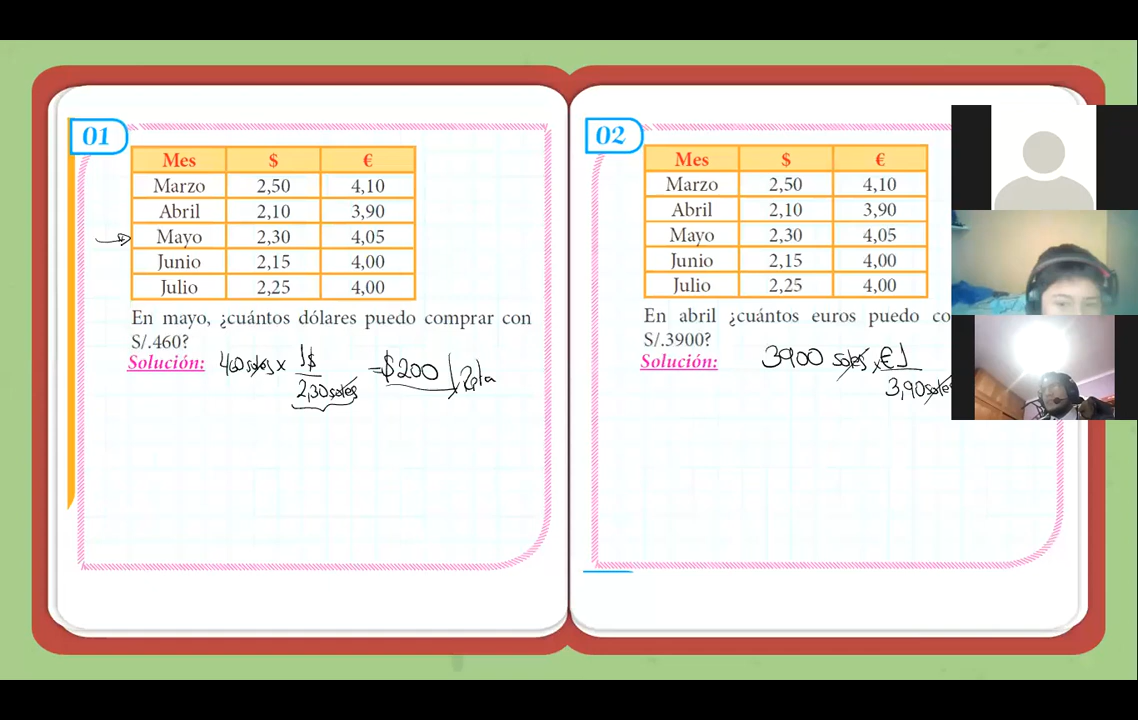 01
Mes $ €
Marzo 2,50 4,10
Abril 2,10 3,90
Mayo 2,30 4,05
Junio 2,15 4,00
Julio 2,25 4,00
En mayo, ¿cuántos dólares puedo comprar con
S/.460?
Solución: 460 soles x 1$ / 2,30 soles = $200 Rpta
02
Mes $ €
Marzo 2,50 4,10
Abril 2,10 3,90
Mayo 2,30 4,05
Junio 2,15 4,00
Julio 2,25 4,00
En abril ¿cuántos euros puedo co
S/.3900?
Solución: 3900 soles x €1 / 3,90 soles